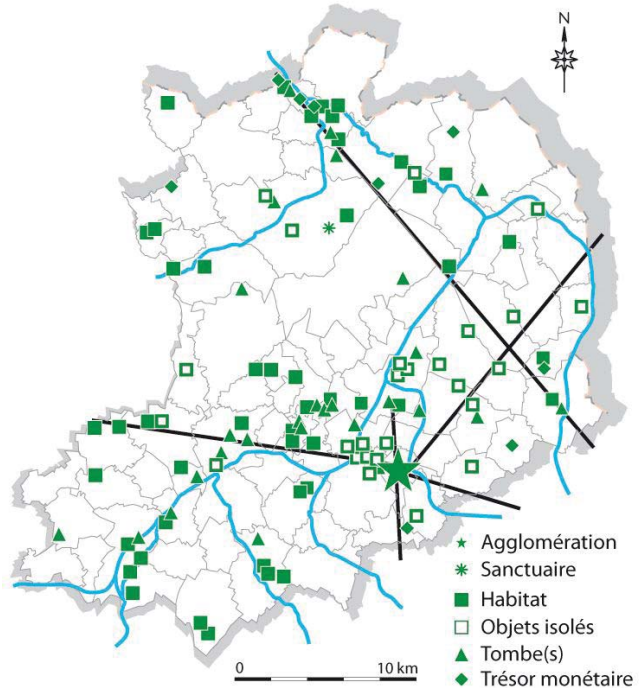 N
Agglomération
Sanctuaire
Habitat
Objets isolés
Tombe(s)
Trésor monétaire
0 10 km